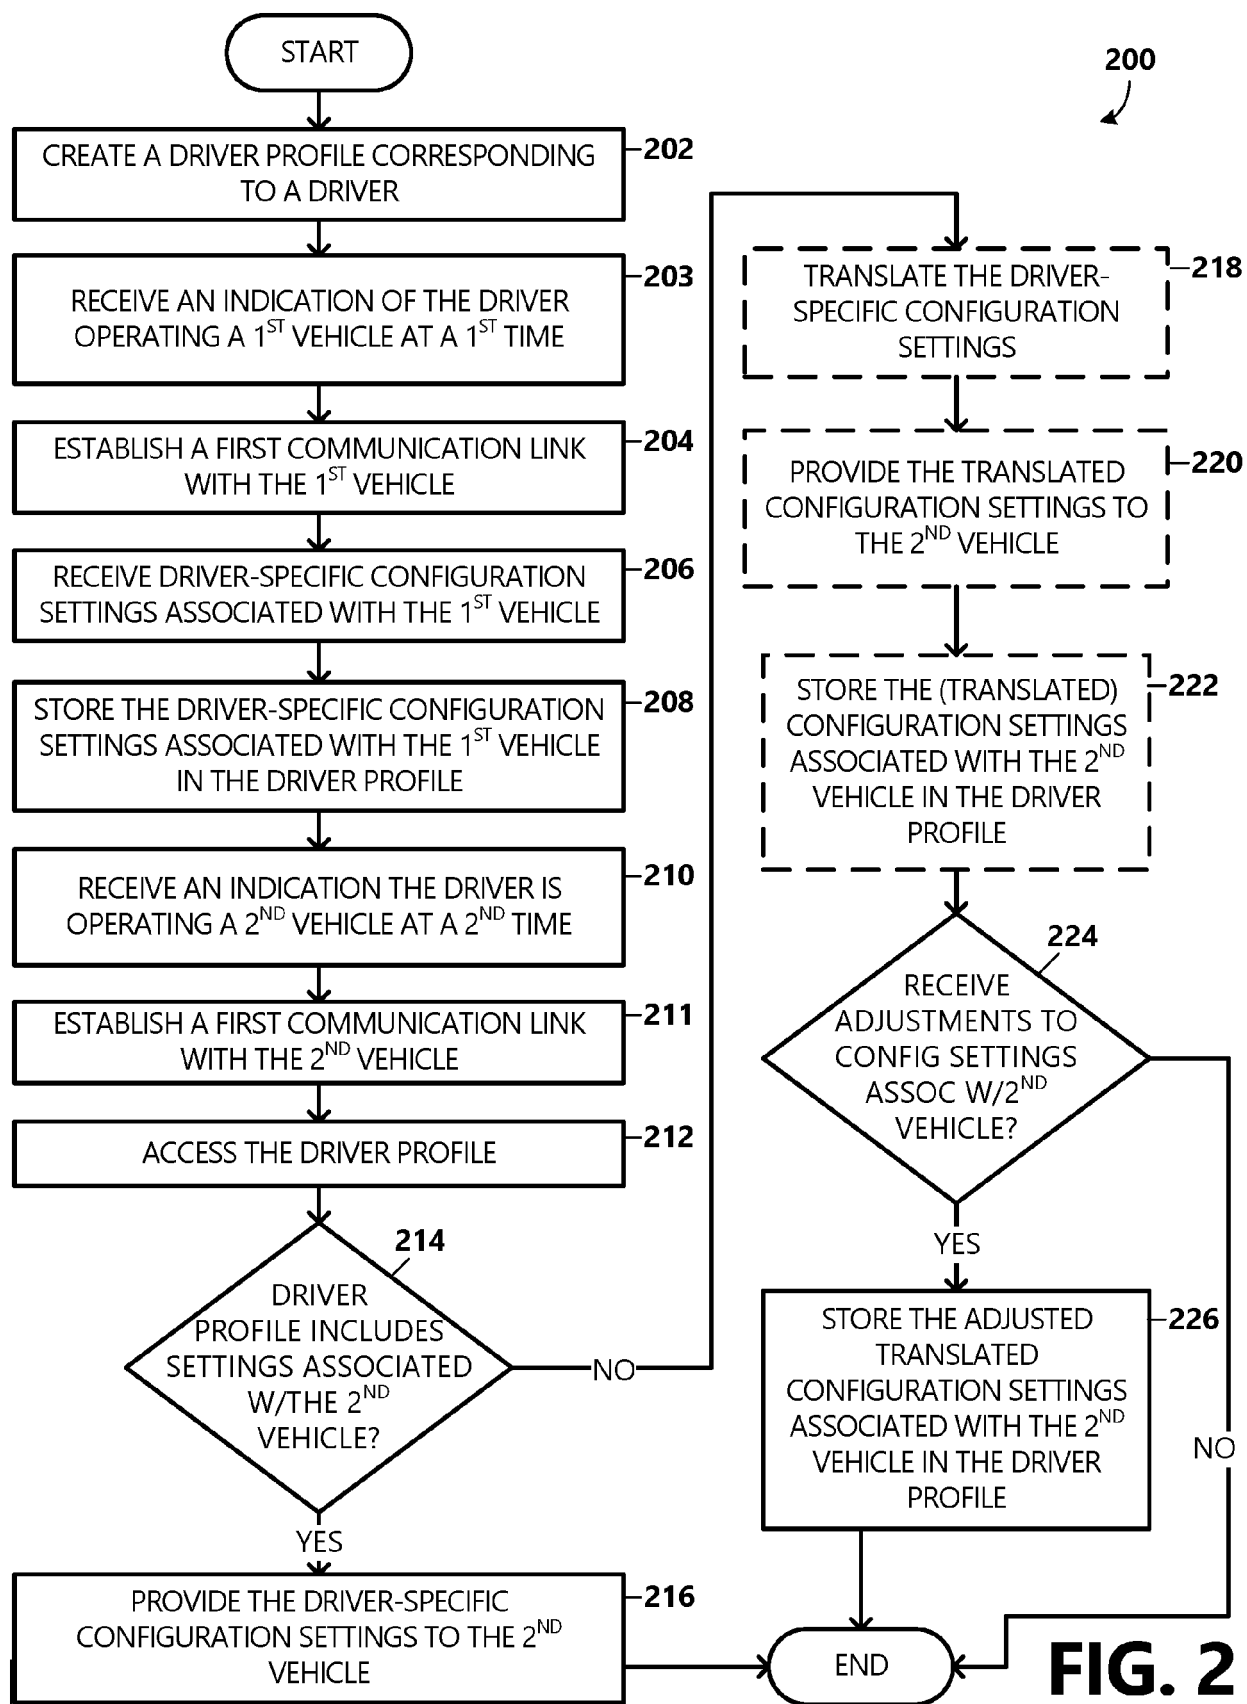 START
200
CREATE A DRIVER PROFILE CORRESPONDING
TO A DRIVER
202
RECEIVE AN INDICATION OF THE DRIVER
OPERATING A 1ST VEHICLE AT A 1ST TIME
203
ESTABLISH A FIRST COMMUNICATION LINK
WITH THE 1ST VEHICLE
204
RECEIVE DRIVER-SPECIFIC CONFIGURATION
SETTINGS ASSOCIATED WITH THE 1ST VEHICLE
206
STORE THE DRIVER-SPECIFIC CONFIGURATION
SETTINGS ASSOCIATED WITH THE 1ST VEHICLE
IN THE DRIVER PROFILE
208
RECEIVE AN INDICATION THE DRIVER IS
OPERATING A 2ND VEHICLE AT A 2ND TIME
210
ESTABLISH A FIRST COMMUNICATION LINK
WITH THE 2ND VEHICLE
211
ACCESS THE DRIVER PROFILE
212
214
DRIVER
PROFILE INCLUDES
SETTINGS ASSOCIATED
W/THE 2ND
VEHICLE?
NO
YES
PROVIDE THE DRIVER-SPECIFIC
CONFIGURATION SETTINGS TO THE 2ND
VEHICLE
216
TRANSLATE THE DRIVER-
SPECIFIC CONFIGURATION
SETTINGS
218
PROVIDE THE TRANSLATED
CONFIGURATION SETTINGS TO
THE 2ND VEHICLE
220
STORE THE (TRANSLATED)
CONFIGURATION SETTINGS
ASSOCIATED WITH THE 2ND
VEHICLE IN THE DRIVER
PROFILE
222
224
RECEIVE
ADJUSTMENTS TO
CONFIG SETTINGS
ASSOC W/2ND
VEHICLE?
YES
NO
STORE THE ADJUSTED
TRANSLATED
CONFIGURATION SETTINGS
ASSOCIATED WITH THE 2ND
VEHICLE IN THE DRIVER
PROFILE
226
END
FIG. 2